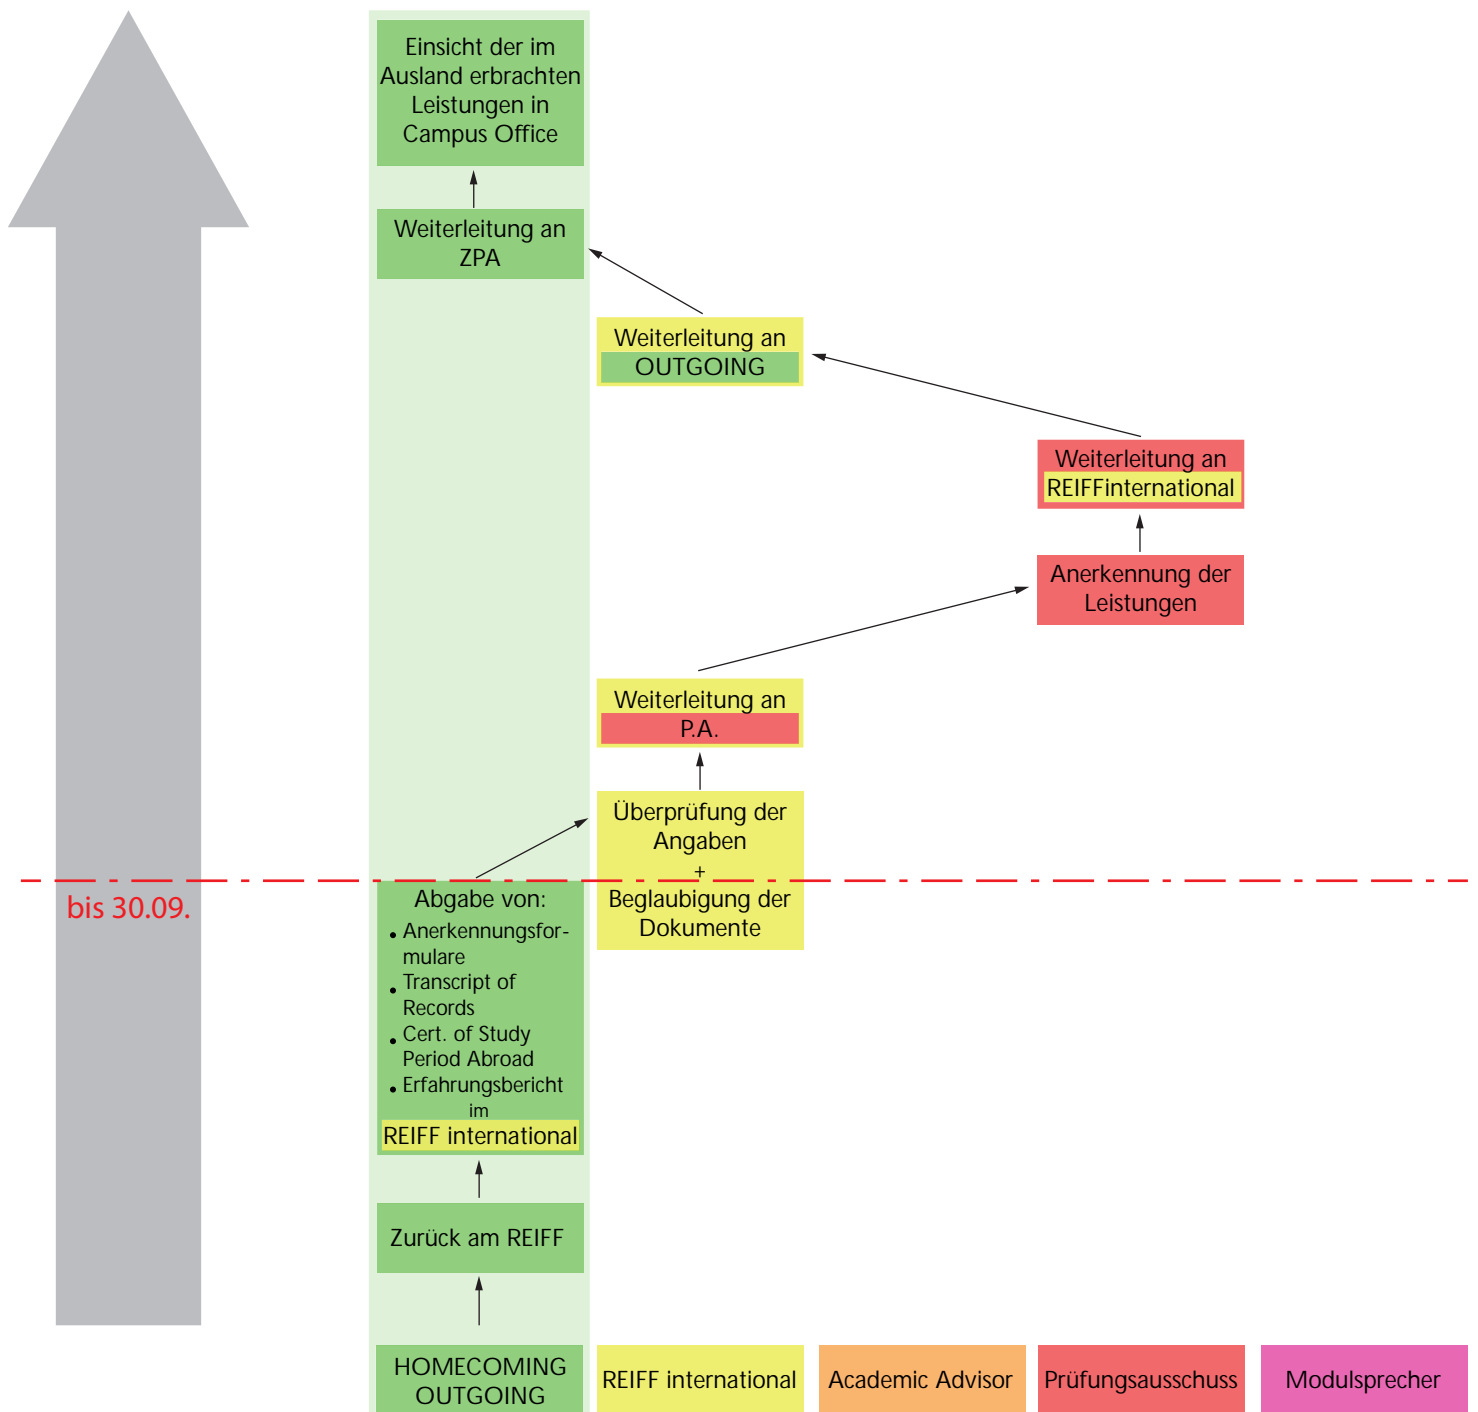 Einsicht der im
Ausland erbrachten
Leistungen in
Campus Office
Weiterleitung an
ZPA
Weiterleitung an
OUTGOING
Weiterleitung an
REIFFinternational
Anerkennung der
Leistungen
Weiterleitung an
P.A.
Überprüfung der
Angaben
+
Beglaubigung der
Dokumente
bis 30.09.
Abgabe von:
• Anerkennungsfor-
mulare
• Transcript of
Records
• Cert. of Study
Period Abroad
• Erfahrungsbericht
im
REIFF international
Zurück am REIFF
HOMECOMING
OUTGOING
REIFF international
Academic Advisor
Prüfungsausschuss
Modulsprecher